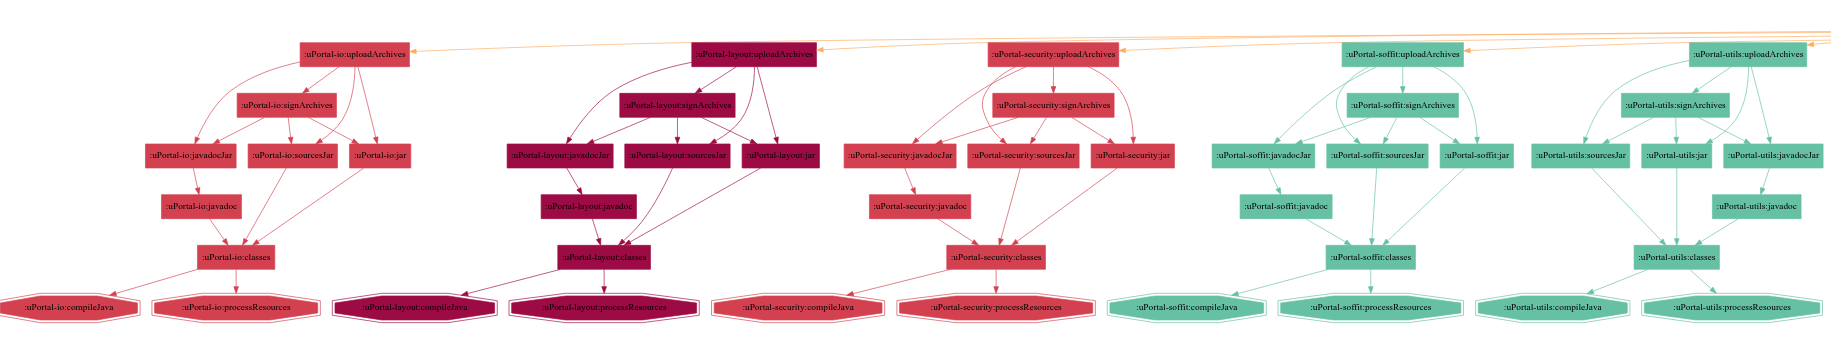 :uPortal-io:uploadArchives
:uPortal-layout:uploadArchives
:uPortal-security:uploadArchives
:uPortal-soffit:uploadArchives
:uPortal-utils:uploadArchives
:uPortal-io:signArchives
:uPortal-layout:signArchives
:uPortal-security:signArchives
:uPortal-soffit:signArchives
:uPortal-utils:signArchives
:uPortal-io:javadocJar
:uPortal-io:sourcesJar
:uPortal-io:jar
:uPortal-layout:javadocJar
:uPortal-layout:sourcesJar
:uPortal-layout:jar
:uPortal-security:javadocJar
:uPortal-security:sourcesJar
:uPortal-security:jar
:uPortal-soffit:javadocJar
:uPortal-soffit:sourcesJar
:uPortal-soffit:jar
:uPortal-utils:sourcesJar
:uPortal-utils:jar
:uPortal-utils:javadocJar
:uPortal-io:javadoc
:uPortal-layout:javadoc
:uPortal-security:javadoc
:uPortal-soffit:javadoc
:uPortal-utils:javadoc
:uPortal-io:classes
:uPortal-layout:classes
:uPortal-security:classes
:uPortal-soffit:classes
:uPortal-utils:classes
:uPortal-io:compileJava
:uPortal-io:processResources
:uPortal-layout:compileJava
:uPortal-layout:processResources
:uPortal-security:compileJava
:uPortal-security:processResources
:uPortal-soffit:compileJava
:uPortal-soffit:processResources
:uPortal-utils:compileJava
:uPortal-utils:processResources